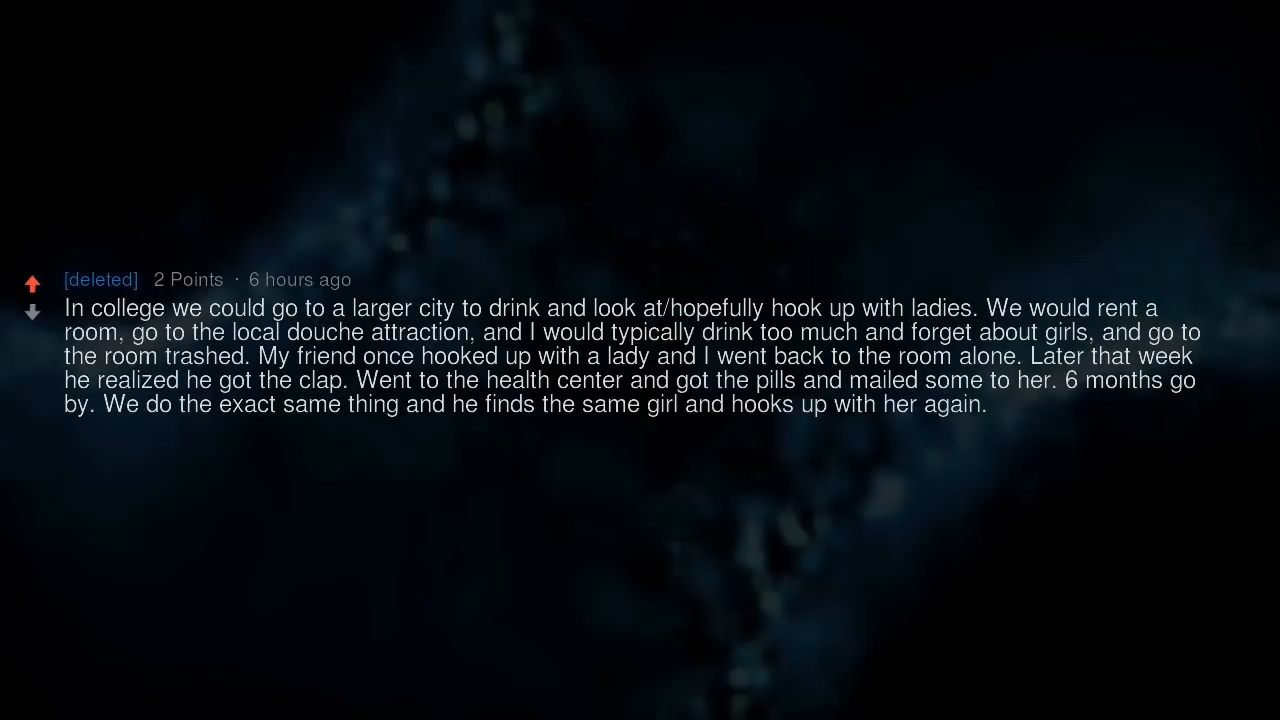 [deleted] 2 Points · 6 hours ago
In college we could go to a larger city to drink and look at/hopefully hook up with ladies. We would rent a
room, go to the local douche attraction, and I would typically drink too much and forget about girls, and go to
the room trashed. My friend once hooked up with a lady and I went back to the room alone. Later that week
he realized he got the clap. Went to the health center and got the pills and mailed some to her. 6 months go
by. We do the exact same thing and he finds the same girl and hooks up with her again.